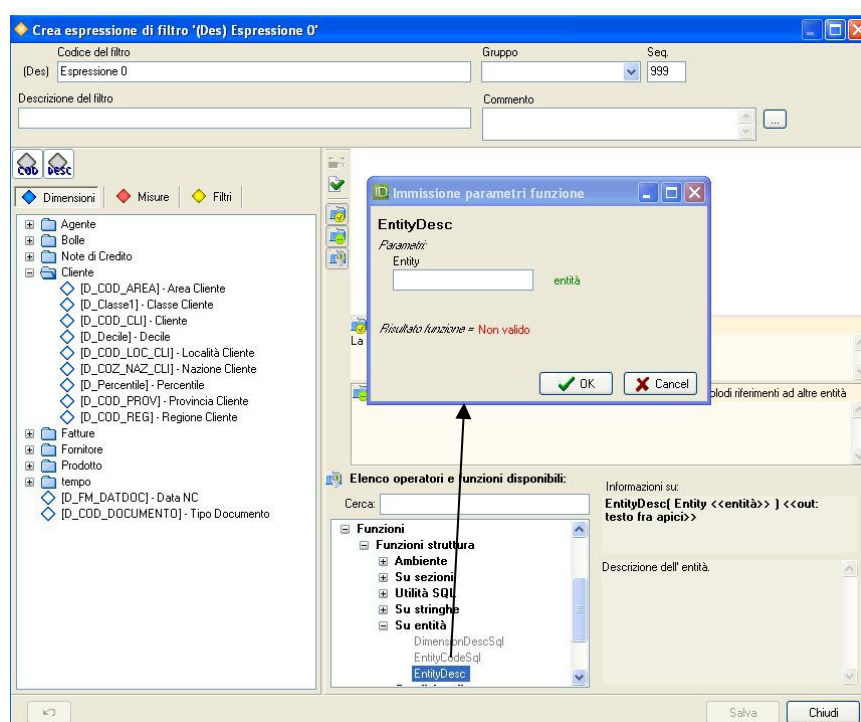 Crea espressione di filtro '(Des) Espressione 0'
Codice del filtro
Gruppo
Seq.
(Des)
Espressione 0
999
Descrizione del filtro
Commento
...
COD
DESC
Dimensioni
Misure
Filtri
Agente
Bolle
Note di Credito
Cliente
[D_COD_AREA] - Area Cliente
[D_Classe1] - Classe Cliente
[D_COD_CLI] - Cliente
[D_Decile] - Decile
[D_COD_LOC_CLI] - Località Cliente
[D_COZ_NAZ_CLI] - Nazione Cliente
[D_Percentile] - Percentile
[D_COD_PROV] - Provincia Cliente
[D_COD_REG] - Regione Cliente
Fatture
Fornitore
Prodotto
tempo
[D_FM_DATDOC] - Data NC
[D_COD_DOCUMENTO] - Tipo Documento
Immissione parametri funzione
EntityDesc
Parametri:
Entity
entità
Risultato funzione = Non valido
OK
Cancel
La
plodi riferimenti ad altre entità
Elenco operatori e funzioni disponibili:
Cerca:
Funzioni
Funzioni struttura
Ambiente
Su sezioni
Utilità SQL
Su stringhe
Su entità
DimensionDescSql
EntityCodeSql
EntityDesc
Informazioni su:
EntityDesc( Entity <<entità>> ) <<out:
testo fra apici>>
Descrizione dell' entità.
Salva
Chiudi